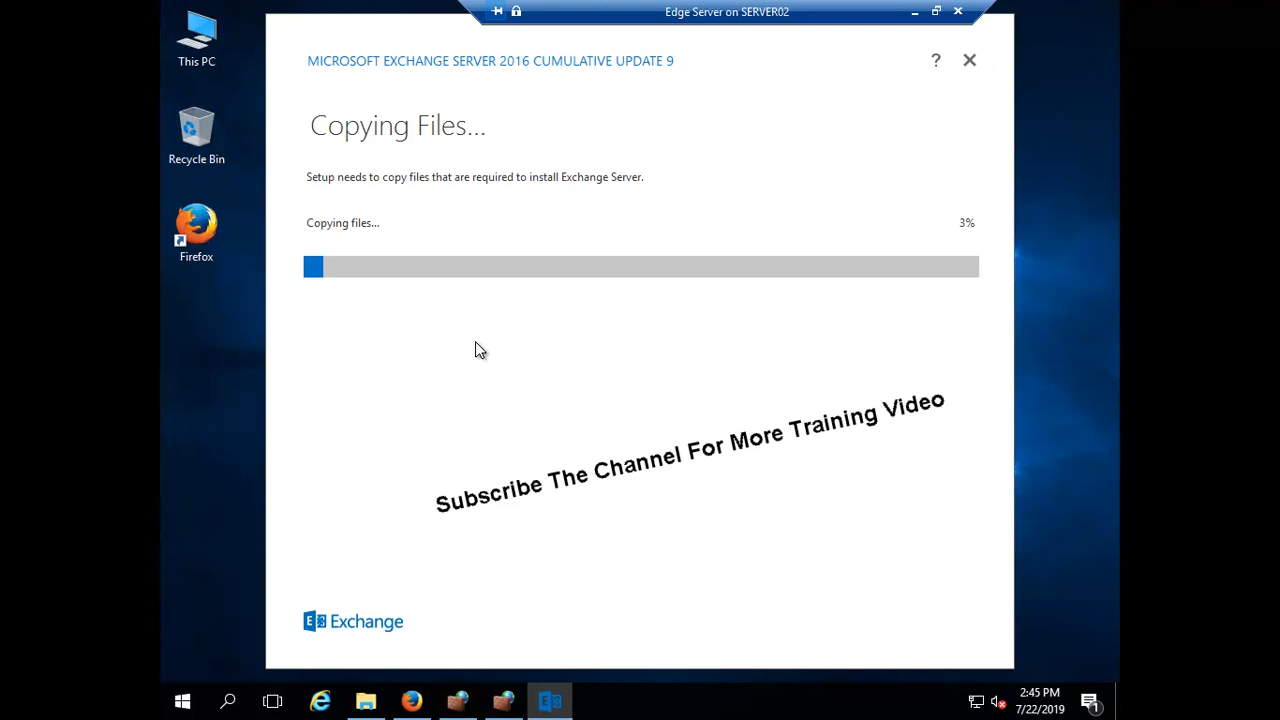 Edge Server on SERVER02
This PC
Recycle Bin
Firefox
MICROSOFT EXCHANGE SERVER 2016 CUMULATIVE UPDATE 9
?
Copying Files...
Setup needs to copy files that are required to install Exchange Server.
Copying files...
3%
Subscribe The Channel For More Training Video
E Exchange
2:45 PM
7/22/2019
1